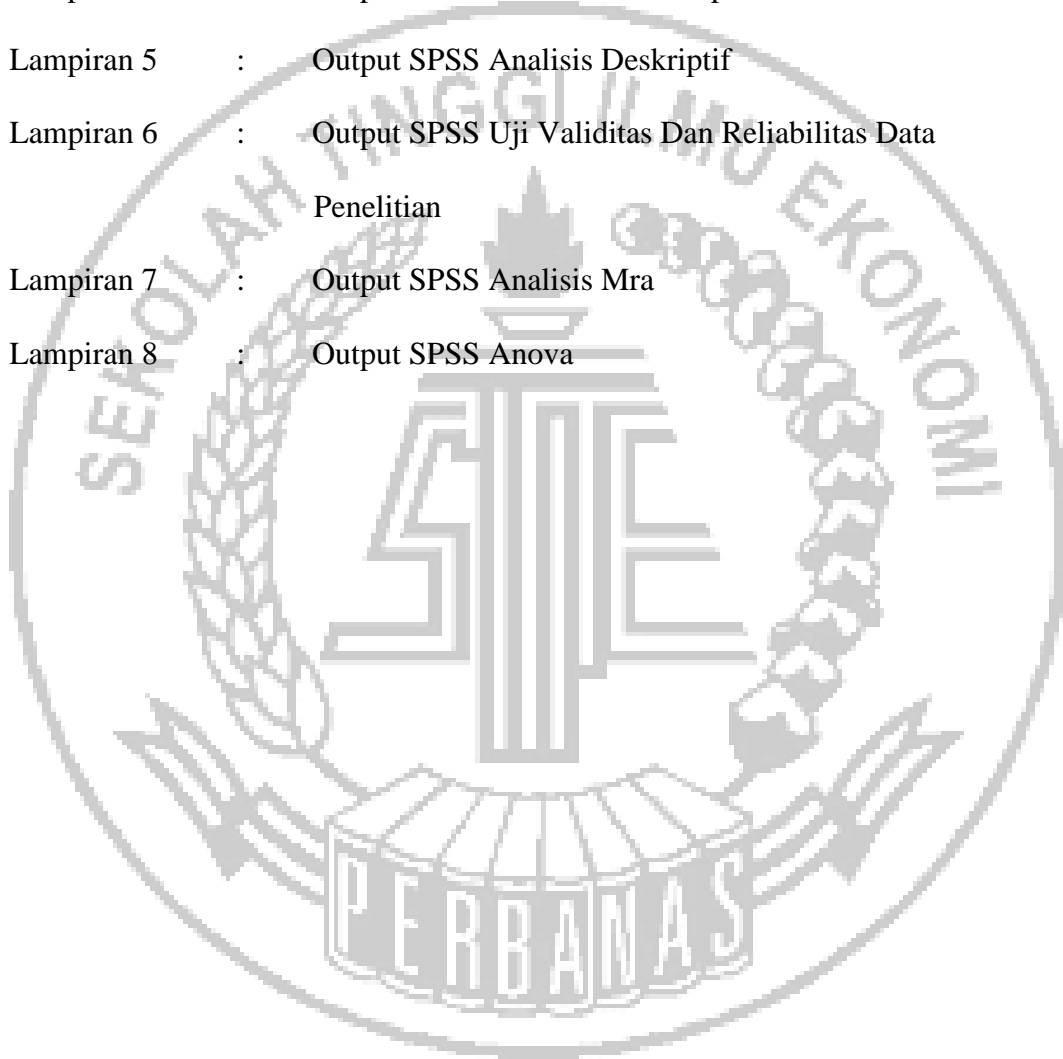 Lampiran 5 : Output SPSS Analisis Deskriptif
Lampiran 6 : Output SPSS Uji Validitas Dan Reliabilitas Data
Penelitian
Lampiran 7 : Output SPSS Analisis Mra
Lampiran 8 : Output SPSS Anova
SEKOLAH TINGGI ILMU EKONOMI
STIE
PERBANAS